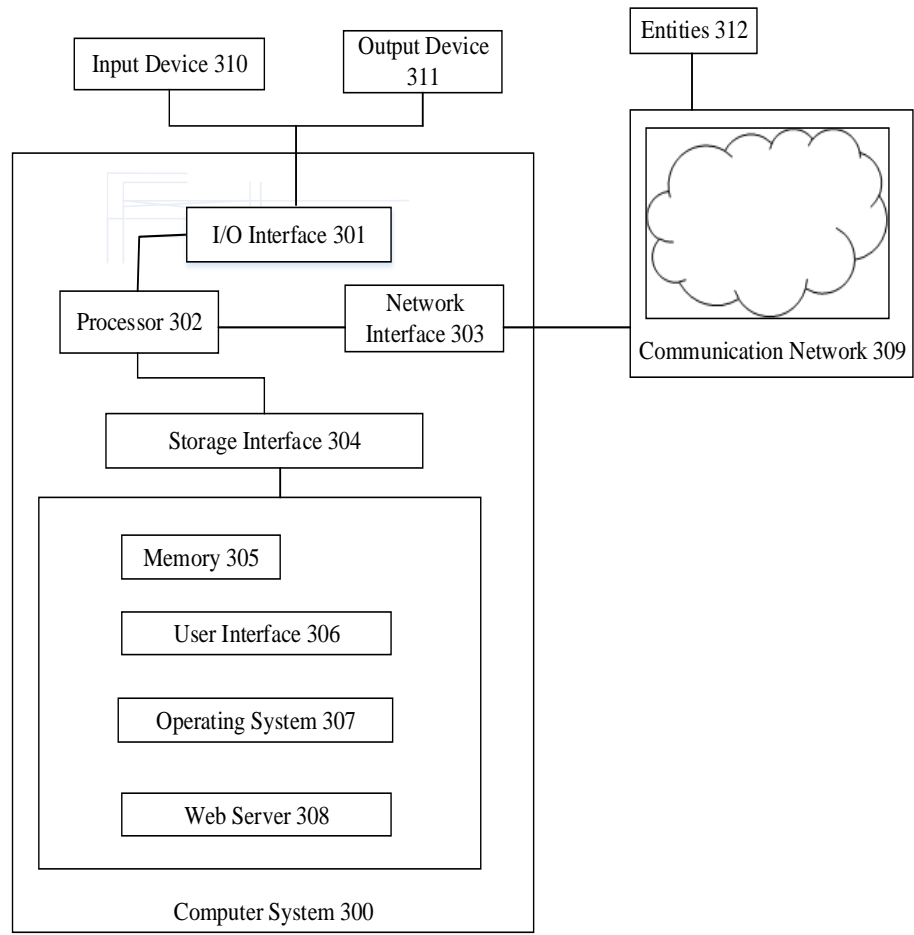 Input Device 310
Output Device
311
Entities 312
I/O Interface 301
Processor 302
Network
Interface 303
Communication Network 309
Storage Interface 304
Memory 305
User Interface 306
Operating System 307
Web Server 308
Computer System 300